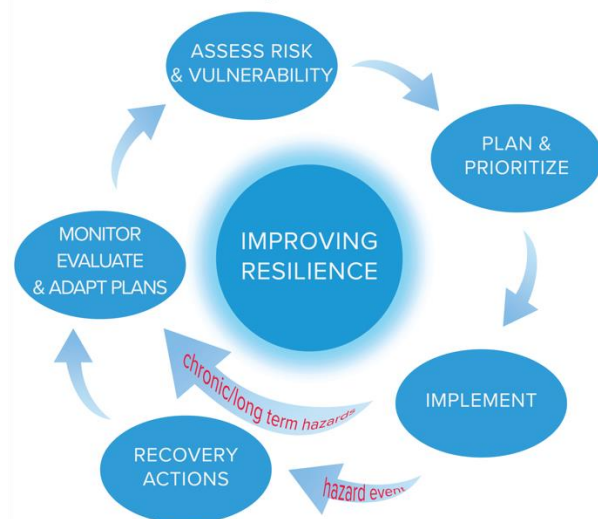 ASSESS RISK
& VULNERABILITY
PLAN &
PRIORITIZE
IMPROVING
RESILIENCE
MONITOR
EVALUATE
& ADAPT PLANS
chronic/long term hazards
IMPLEMENT
RECOVERY
ACTIONS
hazard event